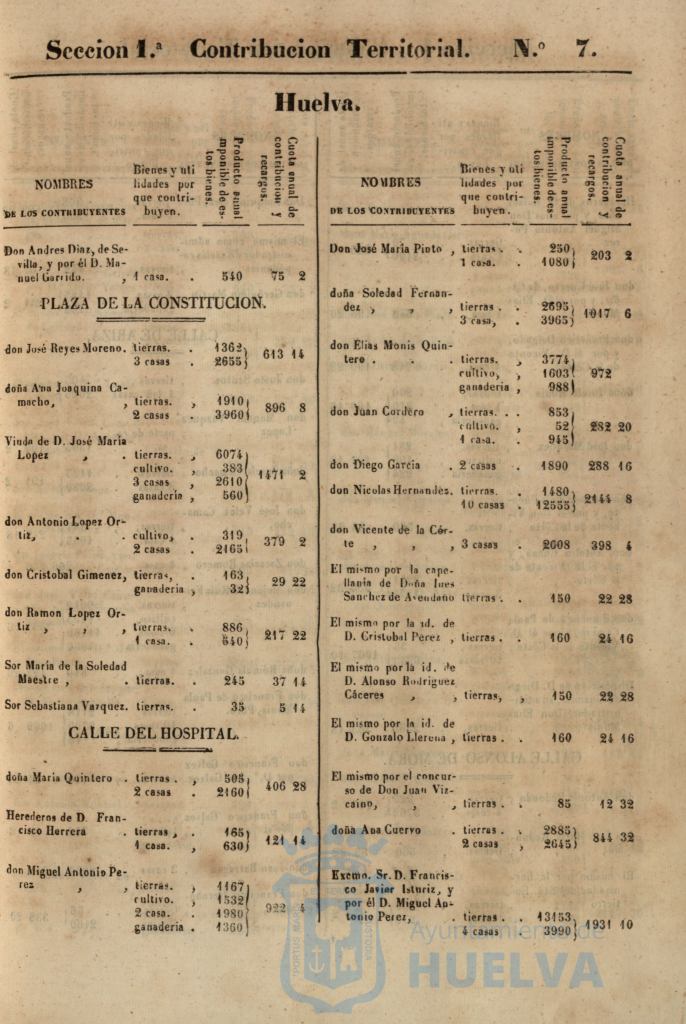 Seccion 1.ª Contribucion Territorial. N.º 7.
Huelva.
NOMBRES
DE LOS CONTRIBUYENTES
Bienes y uti
lidades por
que contri-
buyen.
Producto anual
imponible de es-
tos bienes.
Cuota anual de
contribucion y
recargos.
Don Andres Diaz, de Se-
villa, y por él D. Ma-
nuel Garrido. , 1 casa. . 540 75 2
PLAZA DE LA CONSTITUCION.
don José Reyes Moreno. tierras. . 1362
3 casas . 2655 613 14
doña Ana Joaquina Ca-
macho, , tierras. , 1910
2 casas . 3960 896 8
Viuda de D. José Maria
Lopez , . tierras. . 6074
cultivo. , 383
3 casas . 2610 1471 2
ganaderia , 560
don Antonio Lopez Or-
tiz, . . cultivo, . 319
2 casas . 2165 379 2
don Cristobal Gimenez, tierras, . 163
ganaderia , 32 29 22
don Ramon Lopez Or-
tiz , , , tierras. . 886
1 casa. . 640 217 22
Sor María de la Soledad
Maestre , . tierras. . 245 37 14
Sor Sebastiana Vazquez. tierras. . 35 5 14
CALLE DEL HOSPITAL.
doña Maria Quintero . tierras . , 505
2 casas . 2160 406 28
Herederos de D. Fran-
cisco Herrera . tierras , . 165
1 casa. . 630 121 14
don Miguel Antonio Pe-
rez , , tierras. , 1167
cultivo. , 1532
2 casa. . 1980 922 4
ganaderia . 1360
NOMBRES
DE LOS CONTRIBUYENTES
Bienes y uti
lidades por
que contri-
buyen.
Producto anual
imponible de es-
tos bienes.
Cuota anual de
contribucion y
recargos.
Don José Maria Pinto , tierras . 250
1 casa. . 1080 203 2
doña Soledad Fernan-
dez , , , tierras . . 2695
3 casa, . 3965 1017 6
don Elias Monis Quin-
tero . . . tierras. , 3774
cultivo, , 1603 972
ganaderia , 988
don Juan Cordero , tierras . . . 853
cultivo. , 52 282 20
1 casa. . 945
don Diego Garcia . 2 casas . 1890 288 16
don Nicolas Hernandez. tierras. . 1480
10 casas . 12555 2144 8
don Vicente de la Cór-
te , , , 3 casas . 2608 398 4
El mismo por la cape-
llanía de Doña Ines
Sanchez de Avendaño tierras . . 150 22 28
El mismo por la id. de
D. Cristobal Perez , tierras . . 160 24 16
El mismo por la id. de
D. Alonso Rodriguez
Cáceres , , tierras, , 150 22 28
El mismo por la id. de
D. Gonzalo Llerena , tierras . . 160 24 16
El mismo por el concur-
so de Don Juan Viz-
caino, , , tierras . . 85 12 32
doña Ana Cuervo . tierras . . 2885
2 casas , 2645 844 32
Excmo. Sr. D. Francis-
co Javier Isturiz, y
por él D. Miguel An-
tonio Perez, . tierras . . 13153
4 casas . 3990 1931 10
Ayuntamiento de
HUELVA